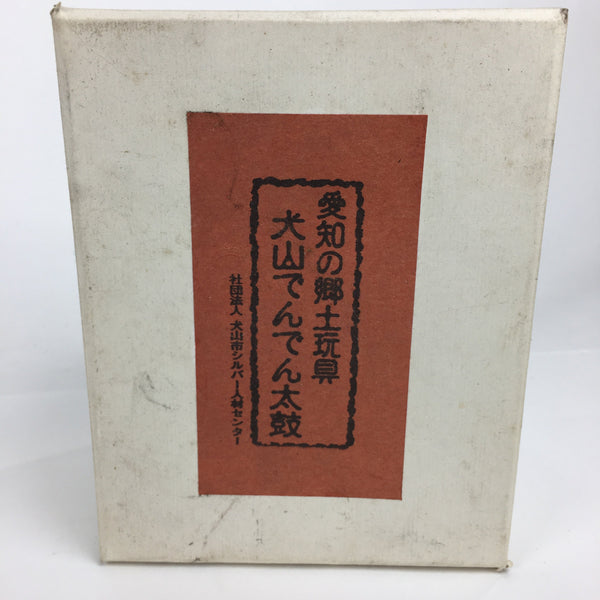 愛知の郷土玩具
犬山でんでん太鼓
社団法人 犬山市シルバー人材センター